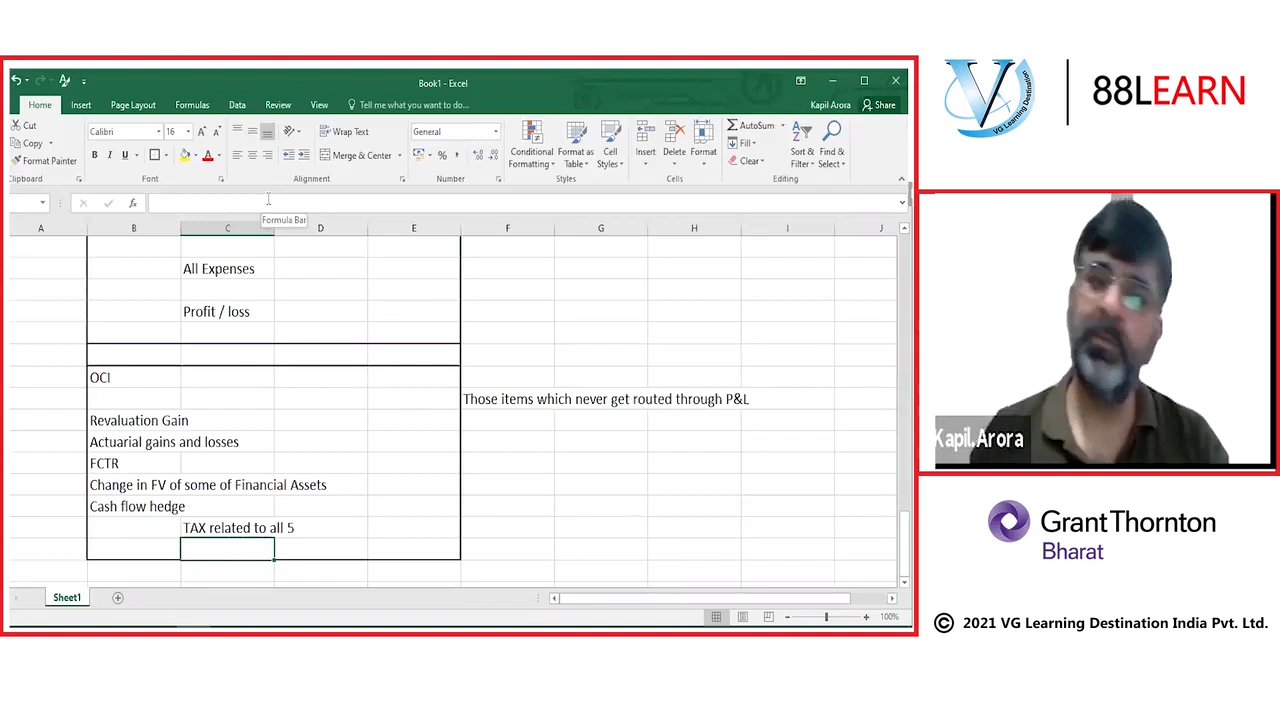 Book1 - Excel
Home Insert Page Layout Formulas Data Review View Tell me what you want to do... Kapil Arora Share
Cut
Copy
Format Painter
lipboard
Calibri 16
B I U
Font
Wrap Text
Merge & Center
Alignment
General
% ,
Number
Conditional Formatting
Format as Table
Cell Styles
Styles
Insert Delete Format
Cells
AutoSum
Fill
Clear
Sort & Filter
Find & Select
Editing
fx
Formula Bar
A B C D E F G H I J
All Expenses
Profit / loss
OCI
Those items which never get routed through P&L
Revaluation Gain
Actuarial gains and losses
FCTR
Change in FV of some of Financial Assets
Cash flow hedge
TAX related to all 5
Sheet1
100%
VG Learning Destination
88LEARN
Kapil.Arora
Grant Thornton
Bharat
© 2021 VG Learning Destination India Pvt. Ltd.